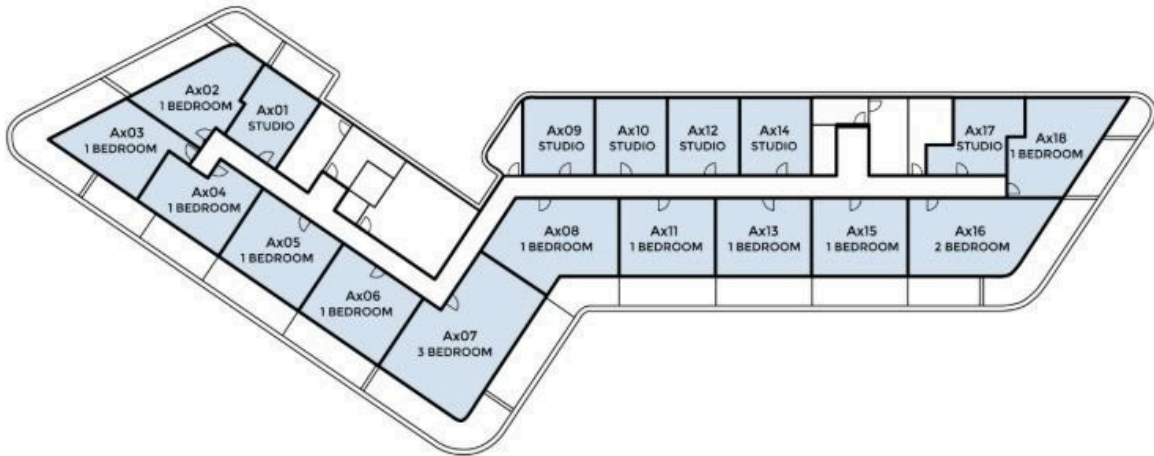 Ax02
1 BEDROOM
Ax01
STUDIO
Ax03
1 BEDROOM
Ax04
1 BEDROOM
Ax05
1 BEDROOM
Ax06
1 BEDROOM
Ax07
3 BEDROOM
Ax09
STUDIO
Ax10
STUDIO
Ax12
STUDIO
Ax14
STUDIO
Ax17
STUDIO
Ax18
1 BEDROOM
Ax08
1 BEDROOM
Ax11
1 BEDROOM
Ax13
1 BEDROOM
Ax15
1 BEDROOM
Ax16
2 BEDROOM